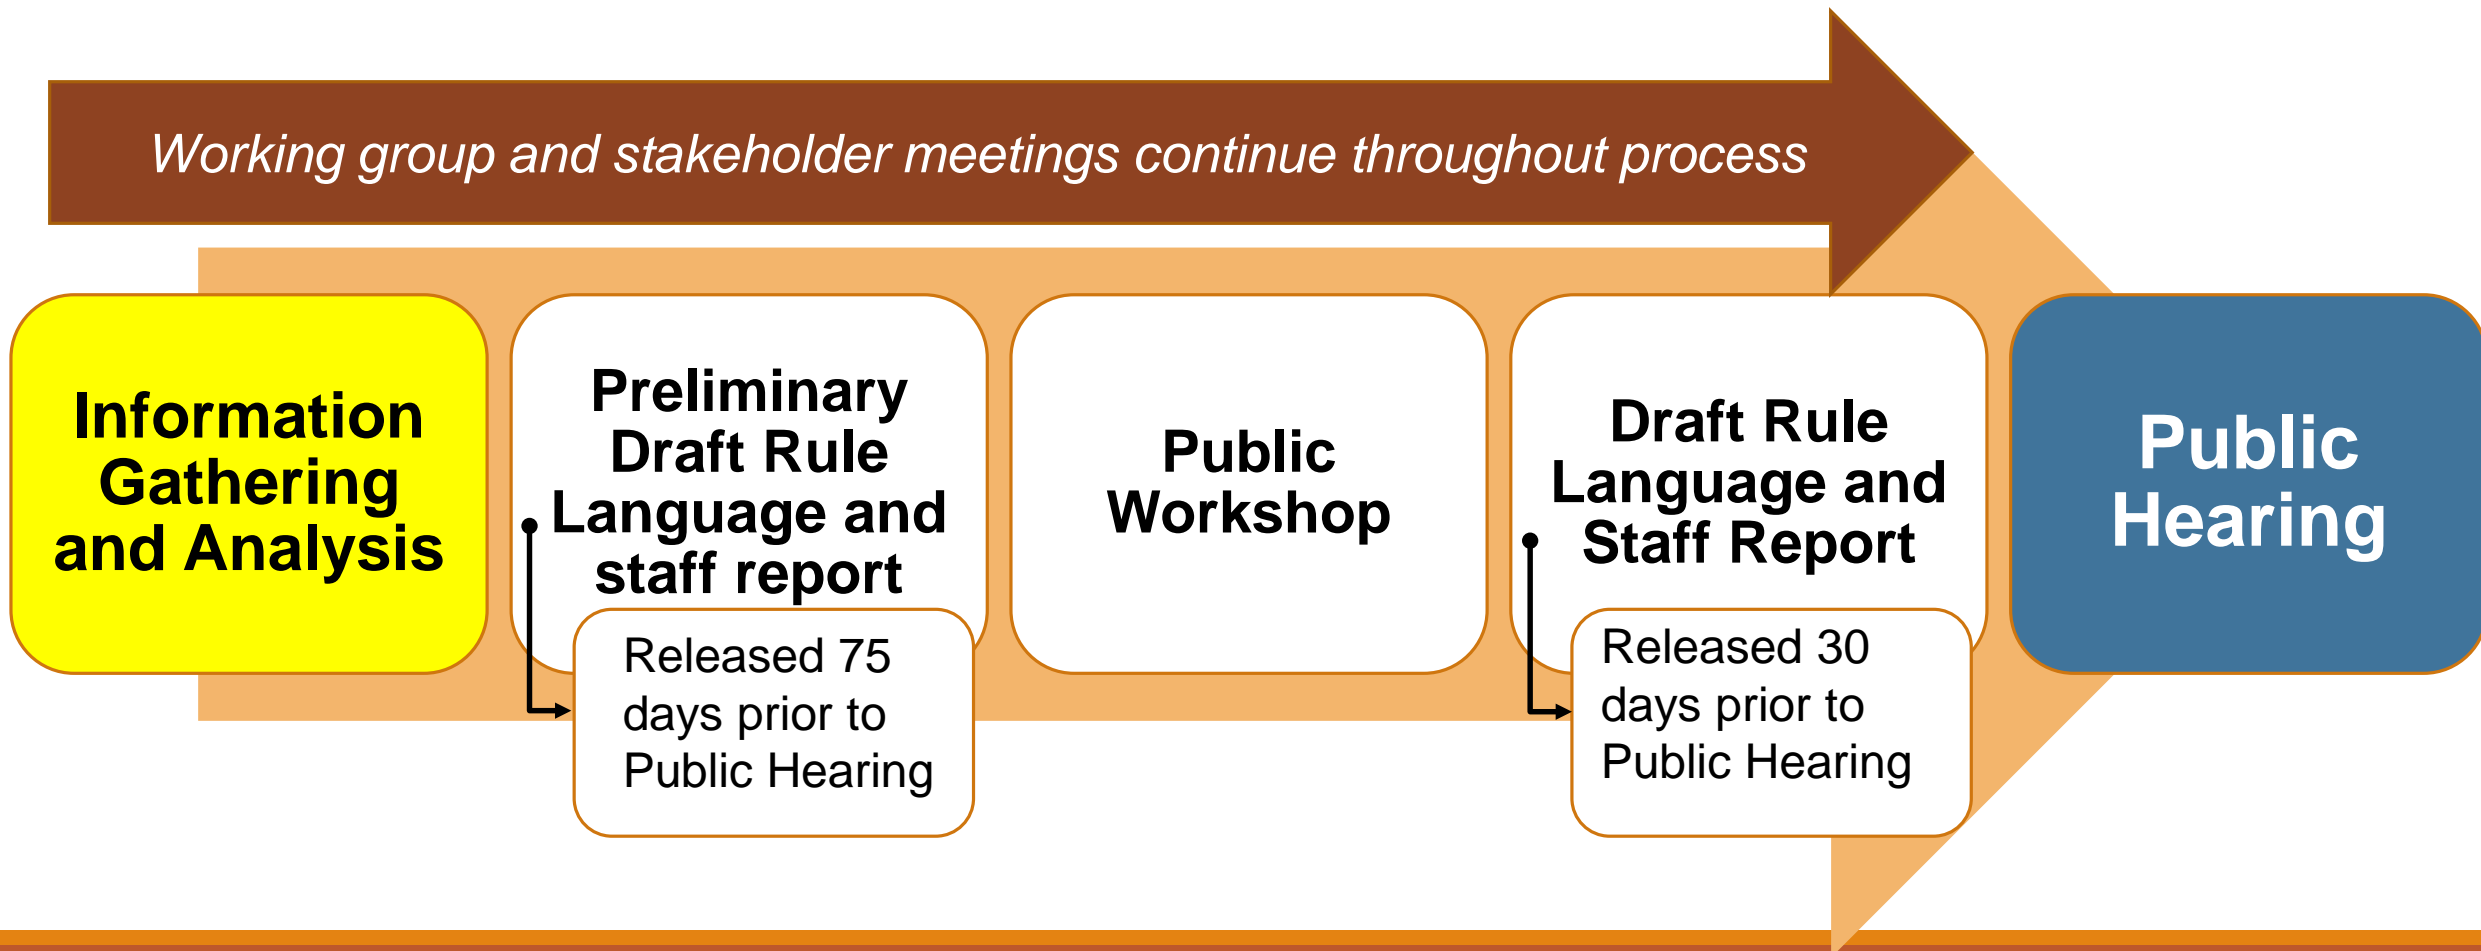 Working group and stakeholder meetings continue throughout process
Information
Gathering
and Analysis
Preliminary
Draft Rule
Language and
staff report
Released 75
days prior to
Public Hearing
Public
Workshop
Draft Rule
Language and
Staff Report
Released 30
days prior to
Public Hearing
Public
Hearing